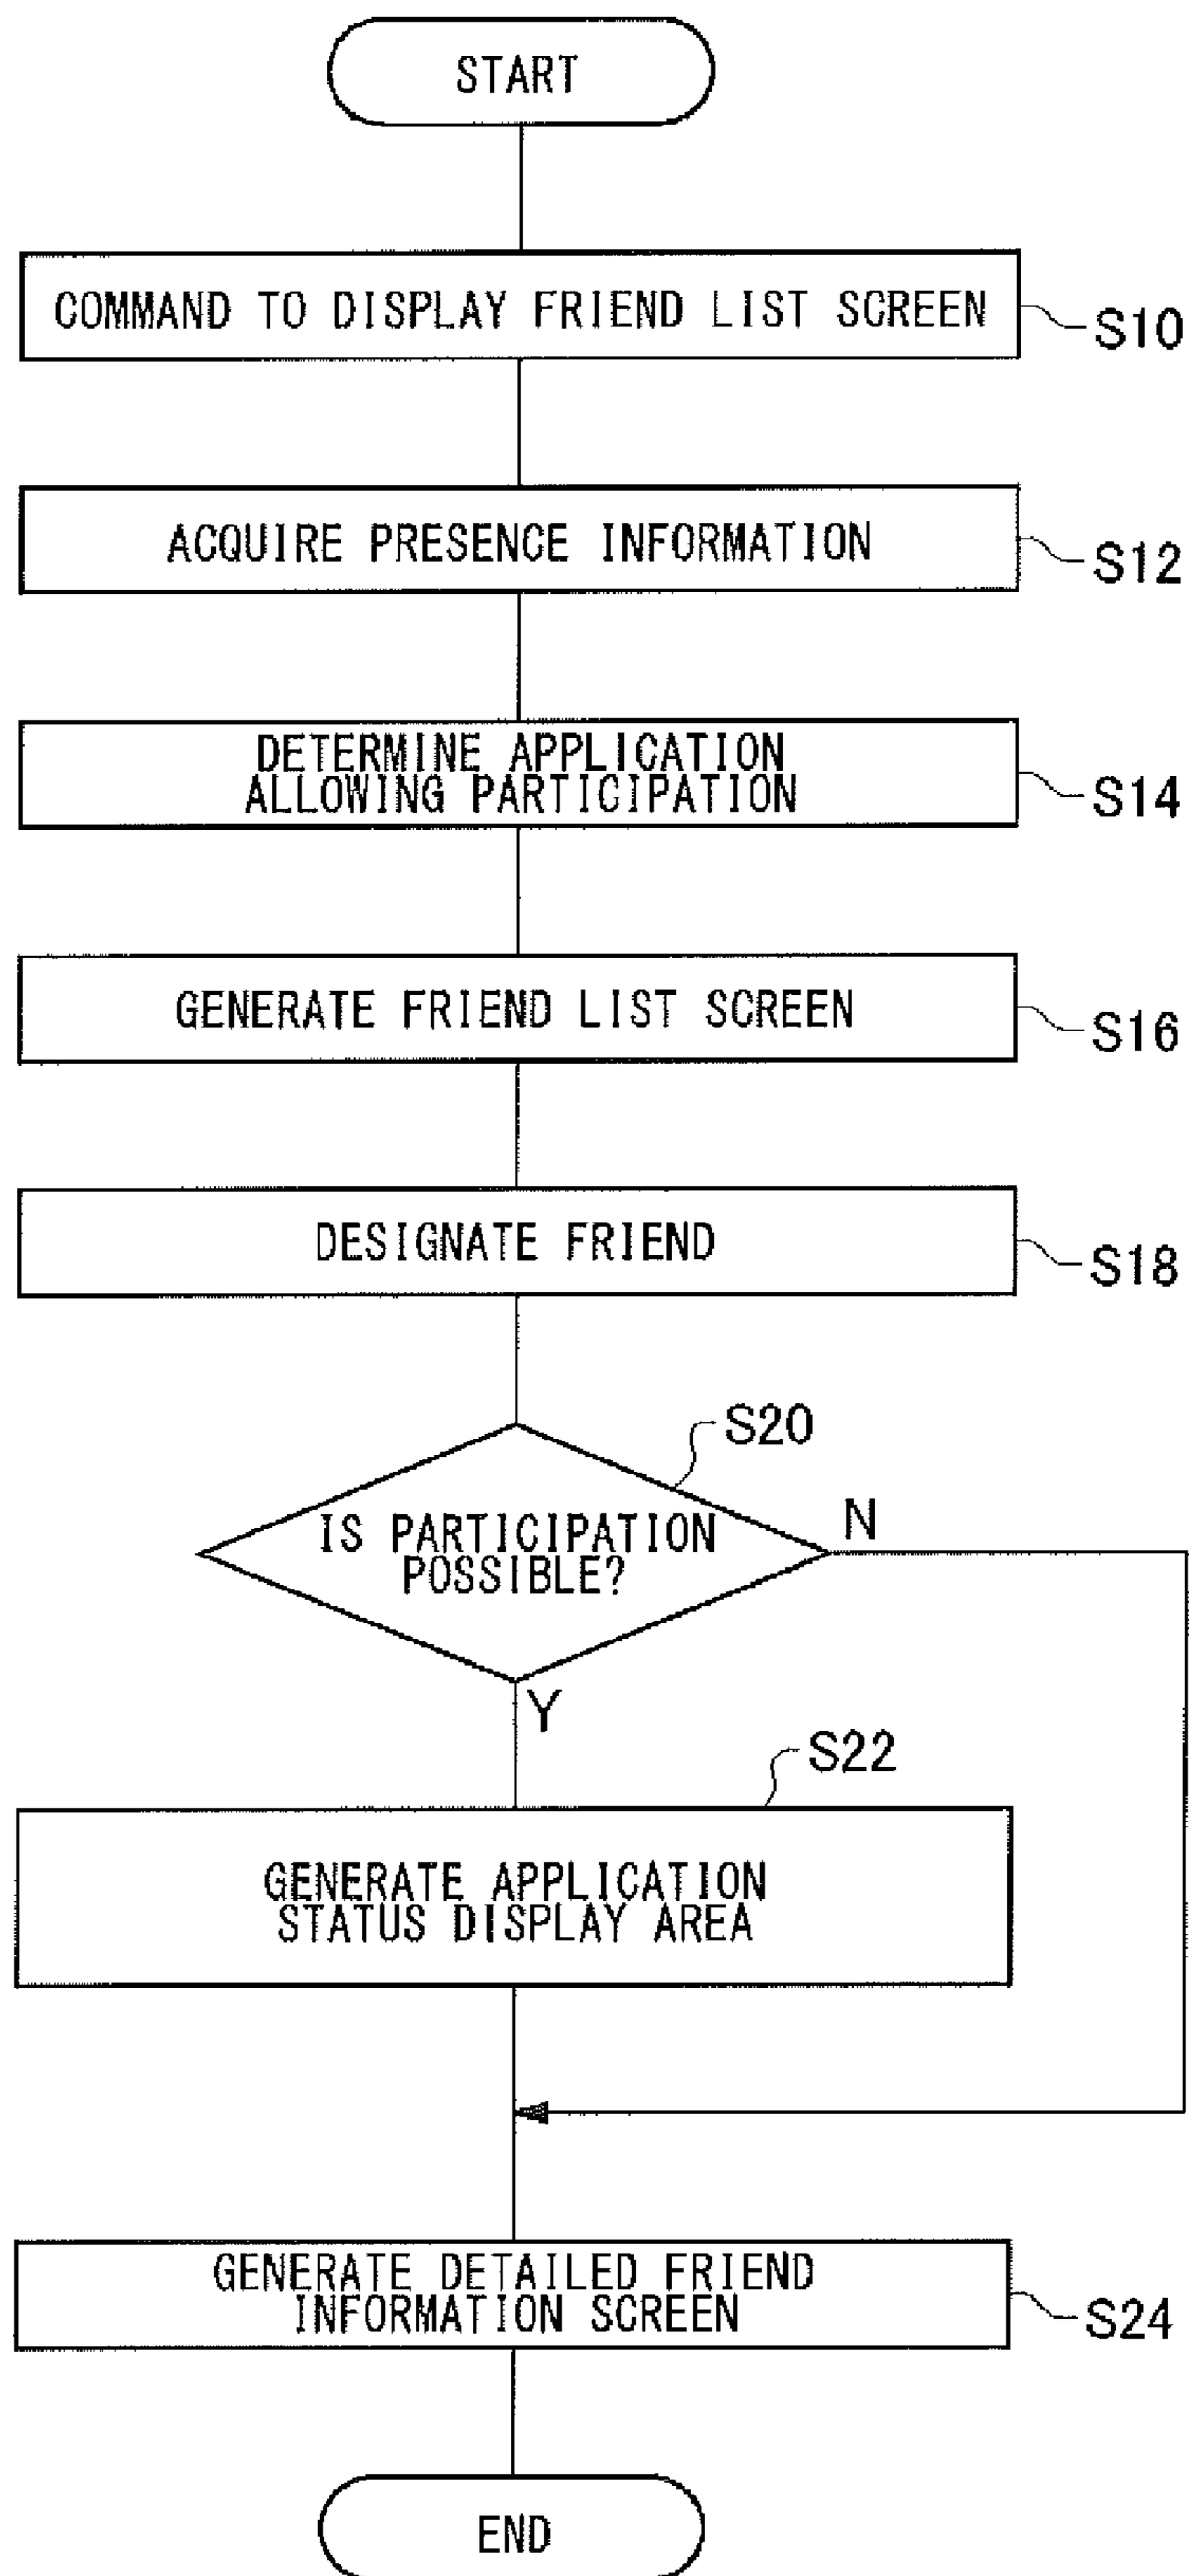 START
COMMAND TO DISPLAY FRIEND LIST SCREEN
S10
ACQUIRE PRESENCE INFORMATION
S12
DETERMINE APPLICATION
ALLOWING PARTICIPATION
S14
GENERATE FRIEND LIST SCREEN
S16
DESIGNATE FRIEND
S18
S20
IS PARTICIPATION
POSSIBLE?
N
Y
S22
GENERATE APPLICATION
STATUS DISPLAY AREA
GENERATE DETAILED FRIEND
INFORMATION SCREEN
S24
END